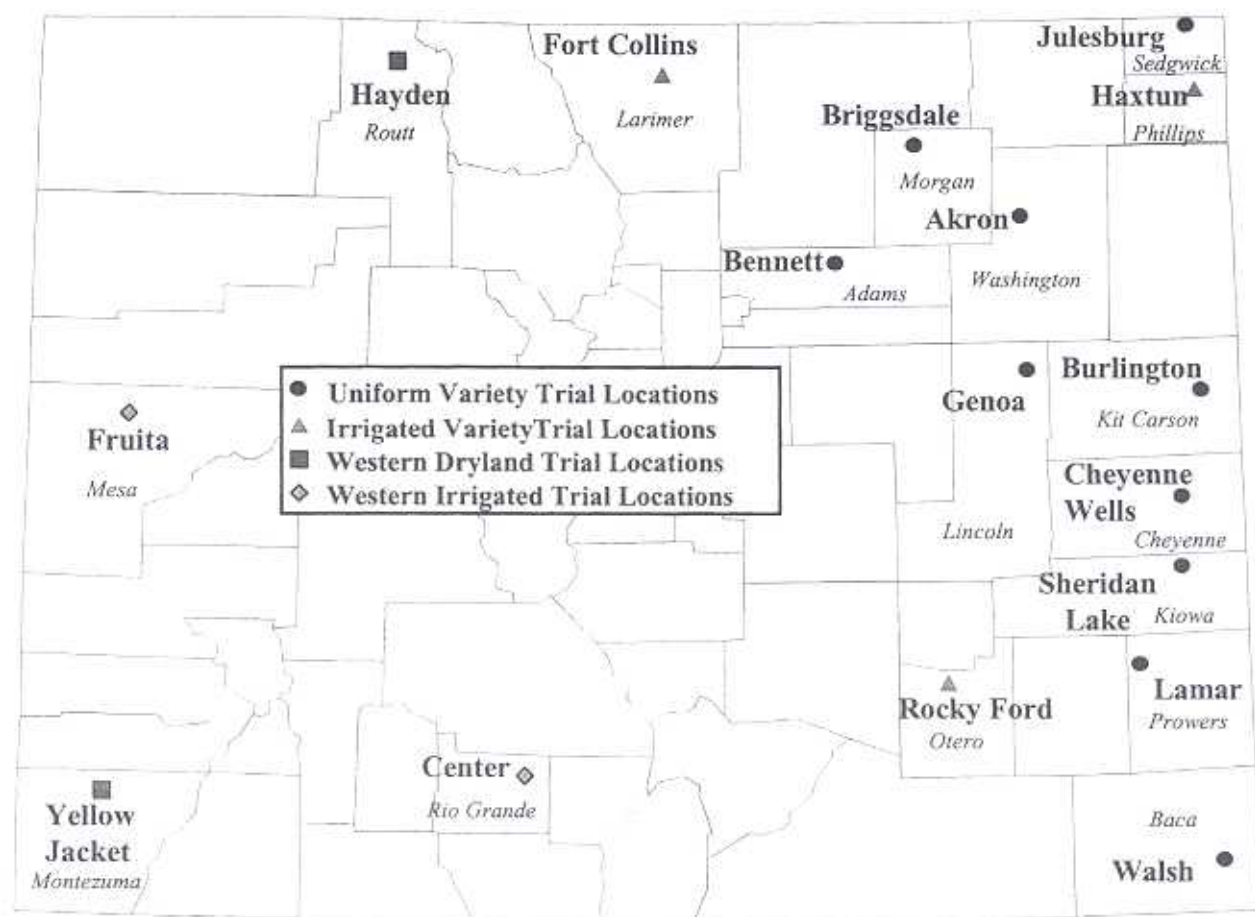 Fort Collins
Julesburg
Sedgwick
Hayden
Routt
Larimer
Haxtun
Phillips
Briggsdale
Morgan
Akron
Bennett
Adams
Washington
Uniform Variety Trial Locations
Irrigated VarietyTrial Locations
Western Dryland Trial Locations
Western Irrigated Trial Locations
Fruita
Mesa
Genoa
Lincoln
Burlington
Kit Carson
Cheyenne
Wells
Cheyenne
Sheridan
Lake
Kiowa
Rocky Ford
Otero
Lamar
Prowers
Center
Rio Grande
Yellow
Jacket
Montezuma
Baca
Walsh